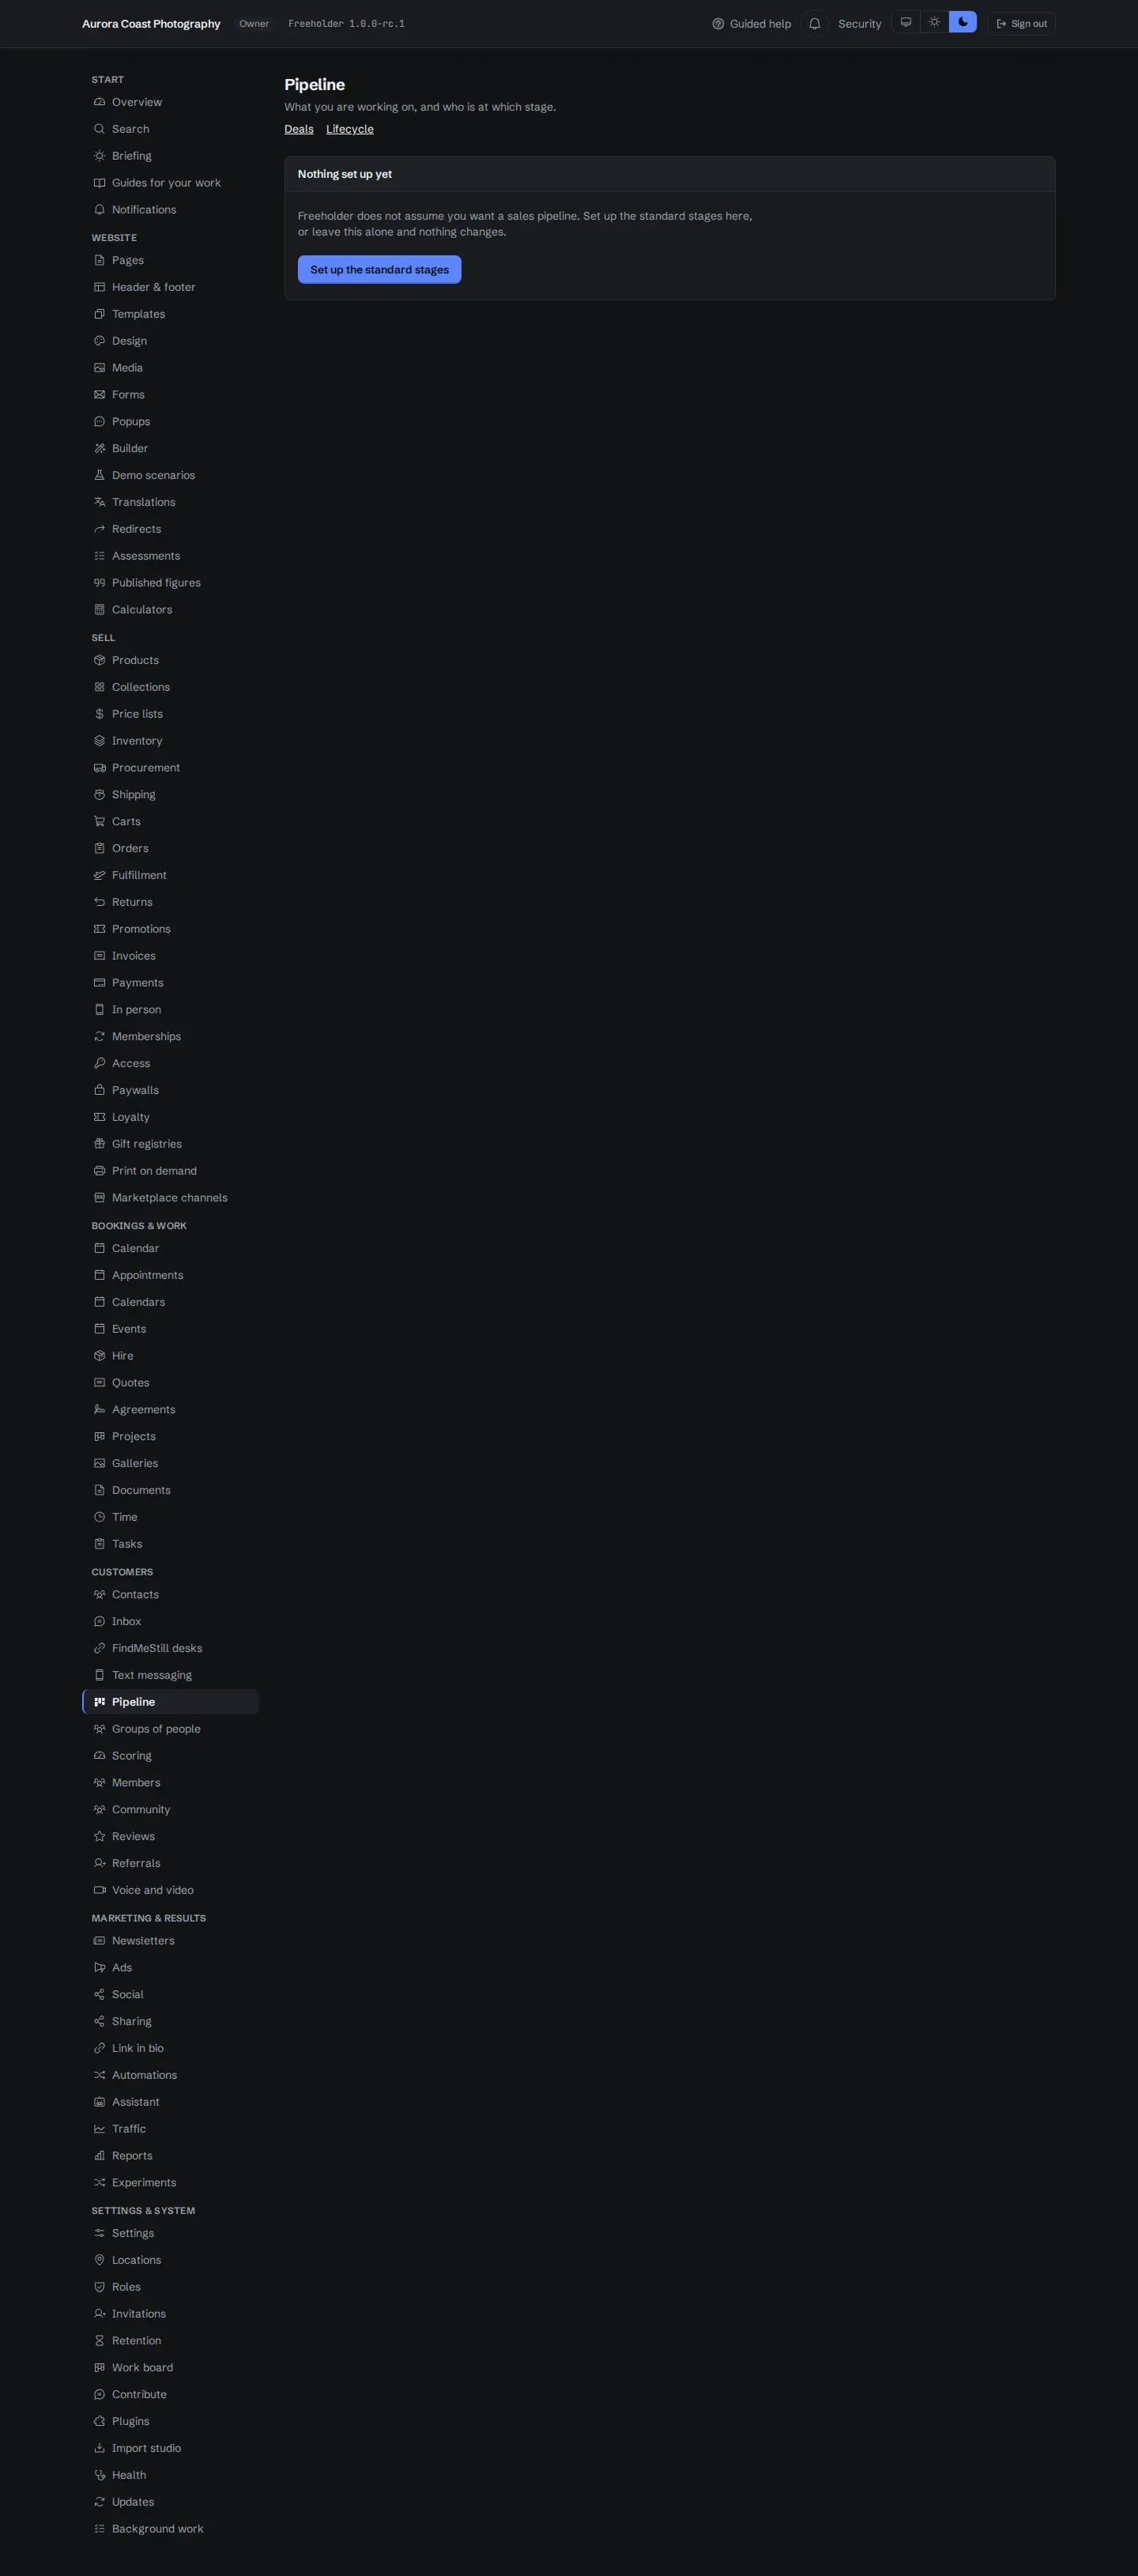 Aurora Coast Photography Owner Freeholder 1.0.0-rc.1 Guided help Security Sign out
START
Overview
Search
Briefing
Guides for your work
Notifications
WEBSITE
Pages
Header & footer
Templates
Design
Media
Forms
Popups
Builder
Demo scenarios
Translations
Redirects
Assessments
Published figures
Calculators
SELL
Products
Collections
Price lists
Inventory
Procurement
Shipping
Carts
Orders
Fulfillment
Returns
Promotions
Invoices
Payments
In person
Memberships
Access
Paywalls
Loyalty
Gift registries
Print on demand
Marketplace channels
BOOKINGS & WORK
Calendar
Appointments
Calendars
Events
Hire
Quotes
Agreements
Projects
Galleries
Documents
Time
Tasks
CUSTOMERS
Contacts
Inbox
FindMeStill desks
Text messaging
Pipeline
Groups of people
Scoring
Members
Community
Reviews
Referrals
Voice and video
MARKETING & RESULTS
Newsletters
Ads
Social
Sharing
Link in bio
Automations
Assistant
Traffic
Reports
Experiments
SETTINGS & SYSTEM
Settings
Locations
Roles
Invitations
Retention
Work board
Contribute
Plugins
Import studio
Health
Updates
Background work
Pipeline
What you are working on, and who is at which stage.
Deals Lifecycle
Nothing set up yet
Freeholder does not assume you want a sales pipeline. Set up the standard stages here,
or leave this alone and nothing changes.
Set up the standard stages